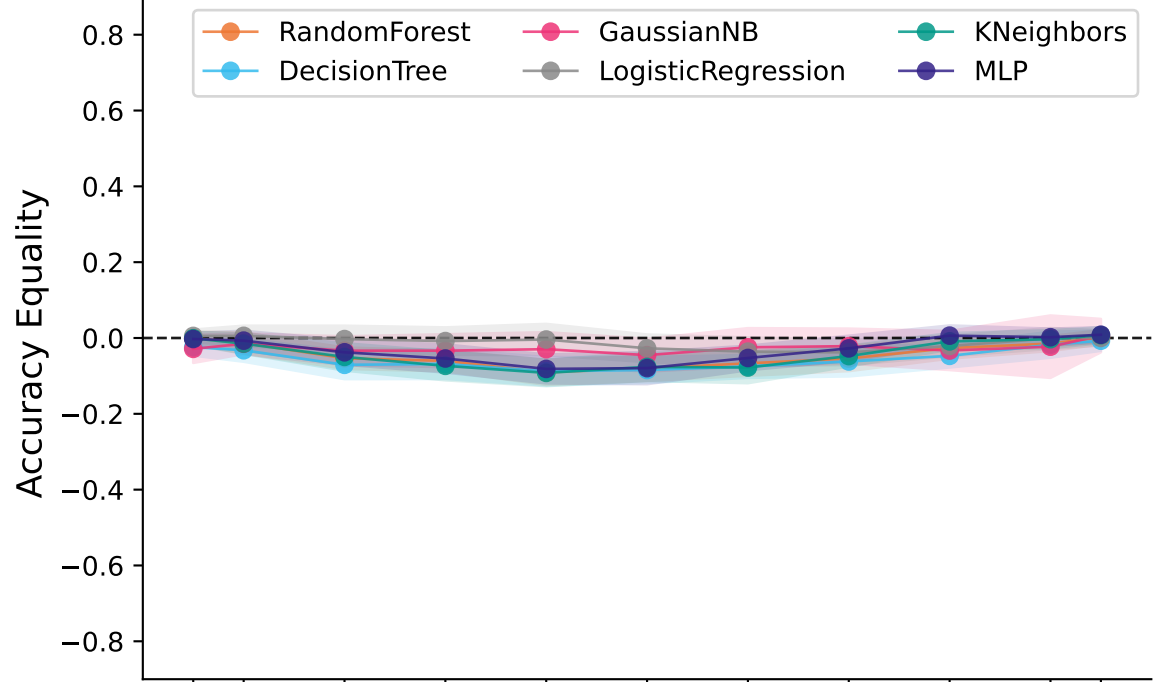 RandomForest
DecisionTree
GaussianNB
LogisticRegression
KNeighbors
MLP
Accuracy Equality
0.8
0.6
0.4
0.2
0.0
−0.2
−0.4
−0.6
−0.8